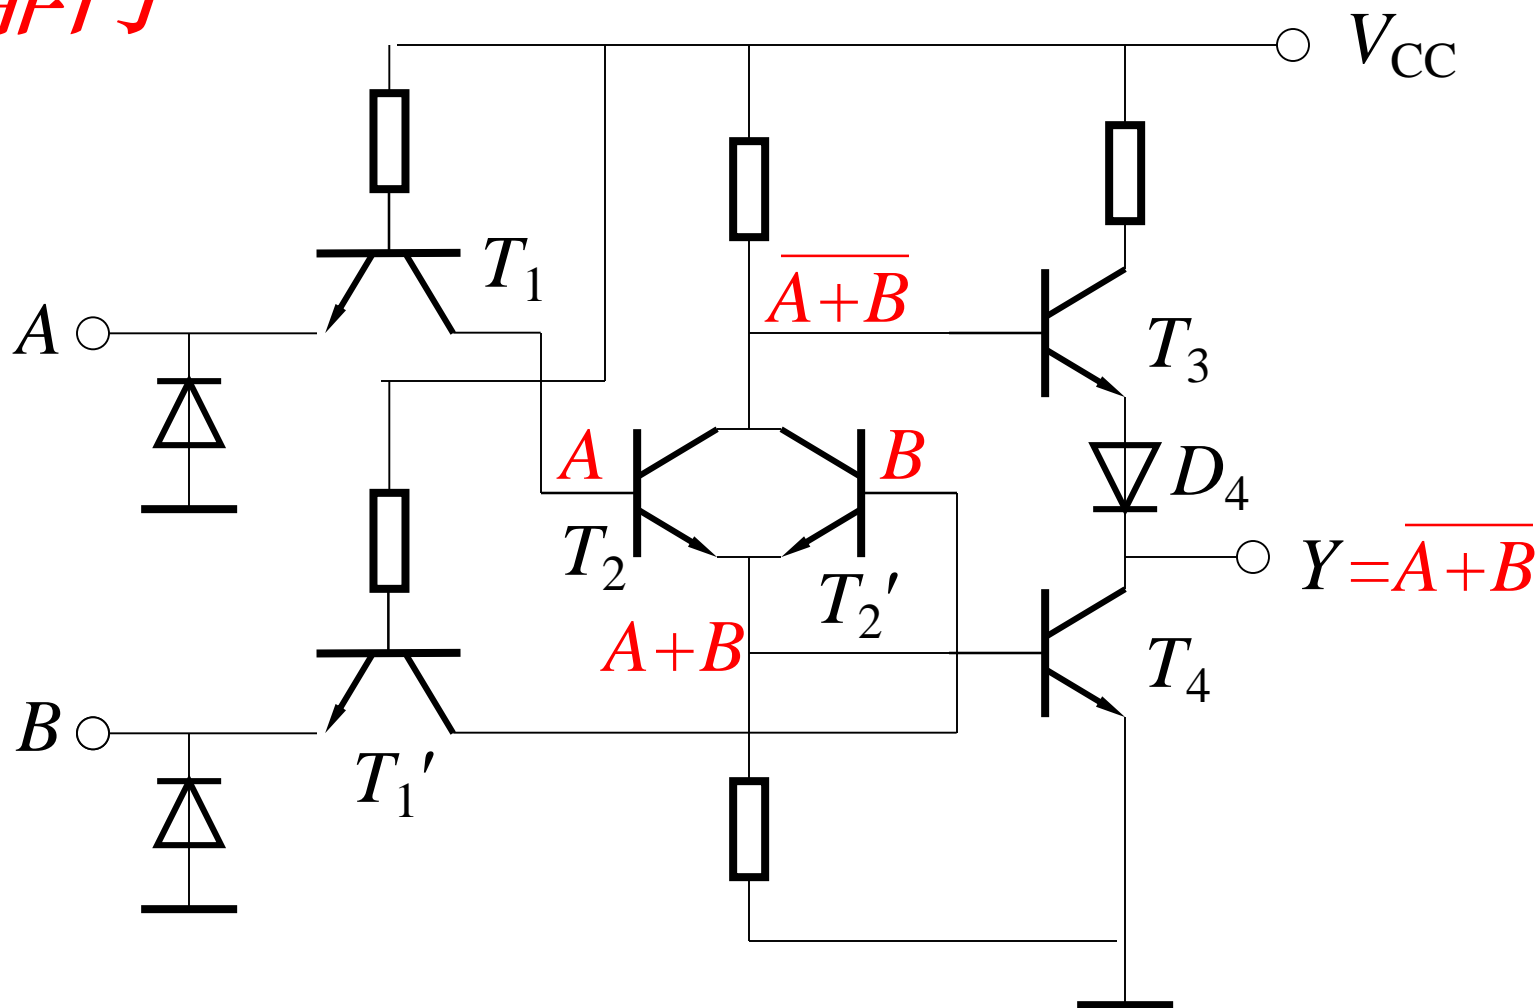 V_CC
T_1
\overline{A+B}
A
T_3
A
B
D_4
T_2
Y=\overline{A+B}
T_2'
A+B
T_4
B
T_1'